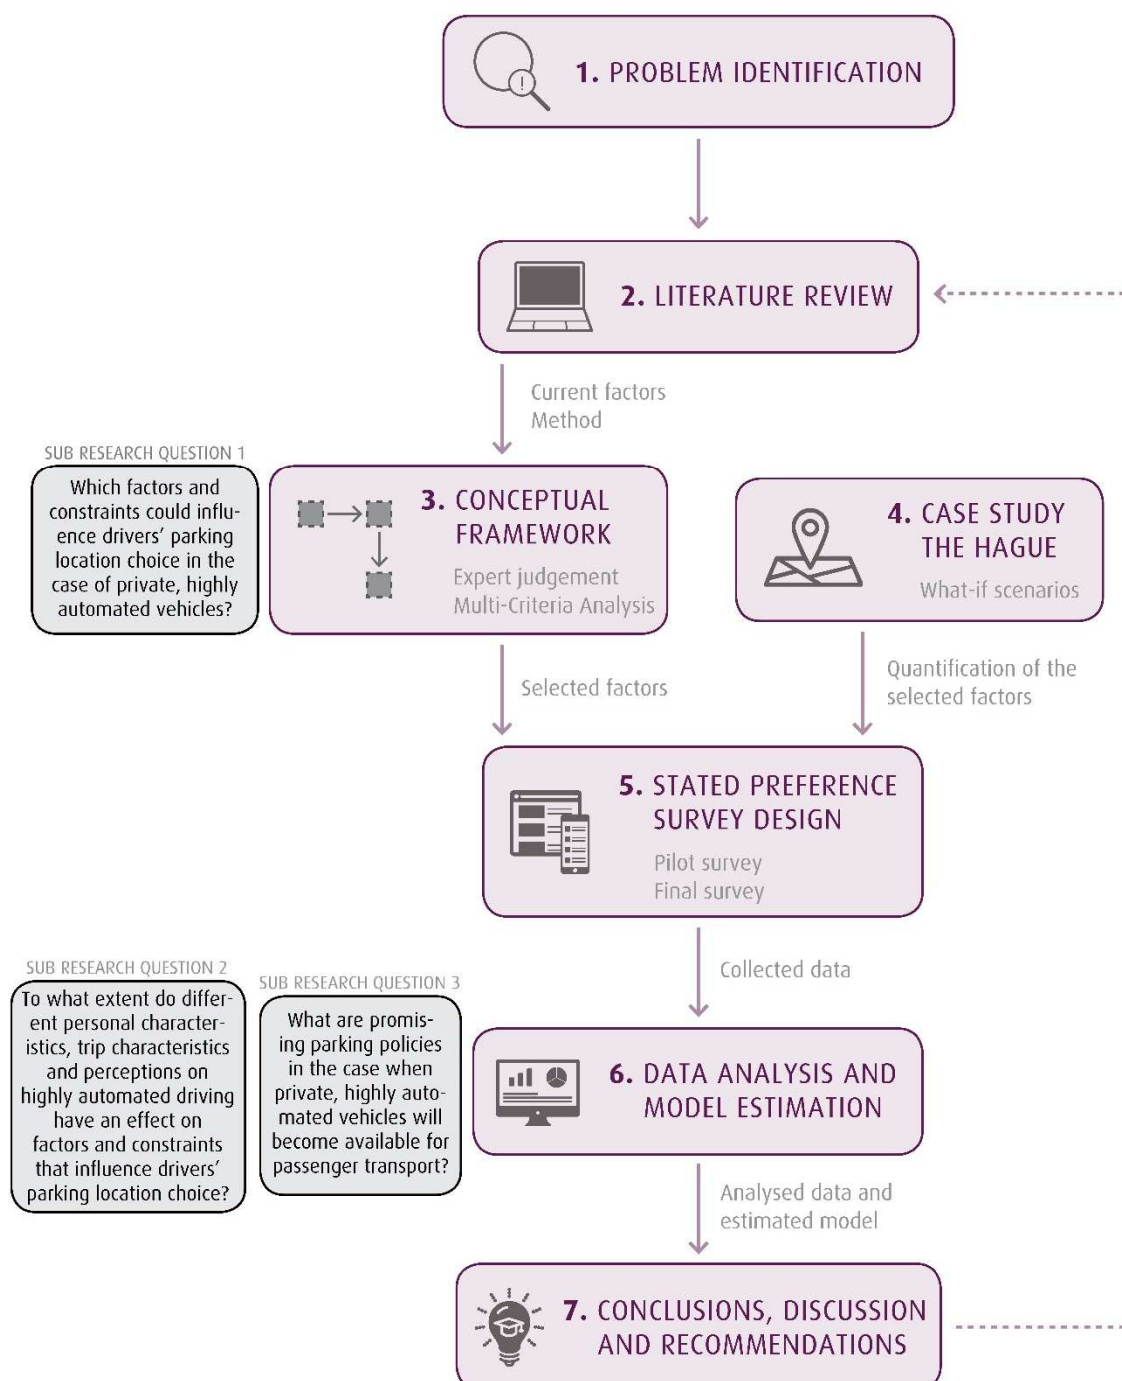 1. PROBLEM IDENTIFICATION
2. LITERATURE REVIEW
Current factors
Method
SUB RESEARCH QUESTION 1
Which factors and
constraints could influ-
ence drivers' parking
location choice in the
case of private, highly
automated vehicles?
3. CONCEPTUAL
FRAMEWORK
Expert judgement
Multi-Criteria Analysis
4. CASE STUDY
THE HAGUE
What-if scenarios
Selected factors
Quantification of the
selected factors
5. STATED PREFERENCE
SURVEY DESIGN
Pilot survey
Final survey
Collected data
SUB RESEARCH QUESTION 2
To what extent do differ-
ent personal character-
istics, trip characteristics
and perceptions on
highly automated driving
have an effect on
factors and constraints
that influence drivers'
parking location choice?
SUB RESEARCH QUESTION 3
What are promis-
ing parking policies
in the case when
private, highly auto-
mated vehicles will
become available for
passenger transport?
6. DATA ANALYSIS AND
MODEL ESTIMATION
Analysed data and
estimated model
7. CONCLUSIONS, DISCUSSION
AND RECOMMENDATIONS